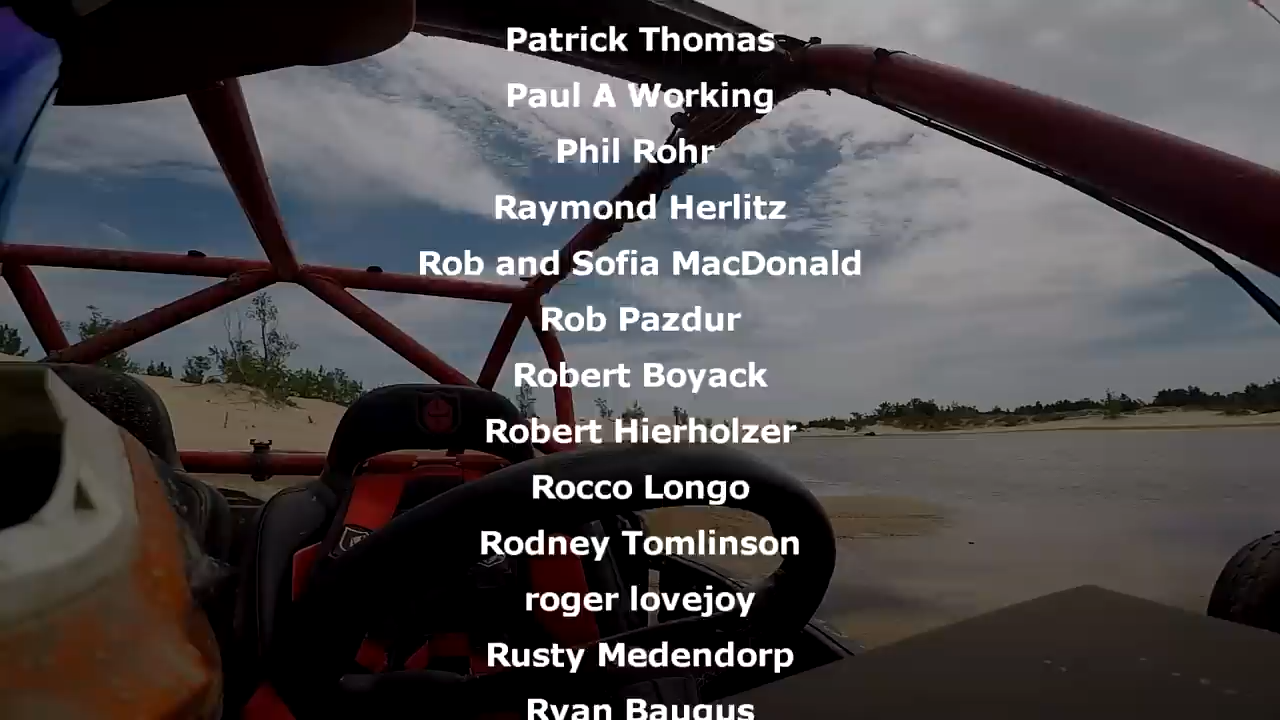 Patrick Thomas
Paul A Working
Phil Rohr
Raymond Herlitz
Rob and Sofia MacDonald
Rob Pazdur
Robert Boyack
Robert Hierholzer
Rocco Longo
Rodney Tomlinson
roger lovejoy
Rusty Medendorp
Ryan Baugus